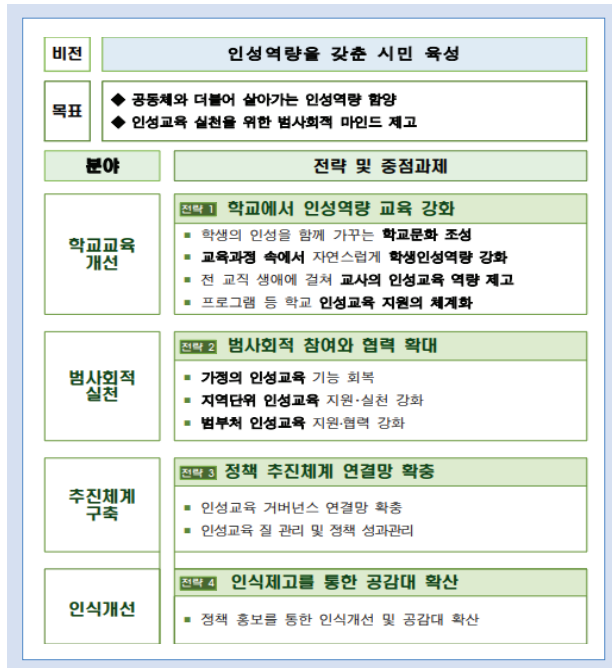 비전
인성역량을 갖춘 시민 육성
목표
◆ 공동체와 더불어 살아가는 인성역량 함양
◆ 인성교육 실천을 위한 범사회적 마인드 제고
분야
전략 및 중점과제
학교교육
개선
전략 1 학교에서 인성역량 교육 강화
▪ 학생의 인성을 함께 가꾸는 학교문화 조성
▪ 교육과정 속에서 자연스럽게 학생인성역량 강화
▪ 전 교직 생애에 걸쳐 교사의 인성교육 역량 제고
▪ 프로그램 등 학교 인성교육 지원의 체계화
범사회적
실천
전략 2 범사회적 참여와 협력 확대
▪ 가정의 인성교육 기능 회복
▪ 지역단위 인성교육 지원·실천 강화
▪ 범부처 인성교육 지원·협력 강화
추진체계
구축
전략 3 정책 추진체계 연결망 확충
▪ 인성교육 거버넌스 연결망 확충
▪ 인성교육 질 관리 및 정책 성과관리
인식개선
전략 4 인식제고를 통한 공감대 확산
▪ 정책 홍보를 통한 인식개선 및 공감대 확산